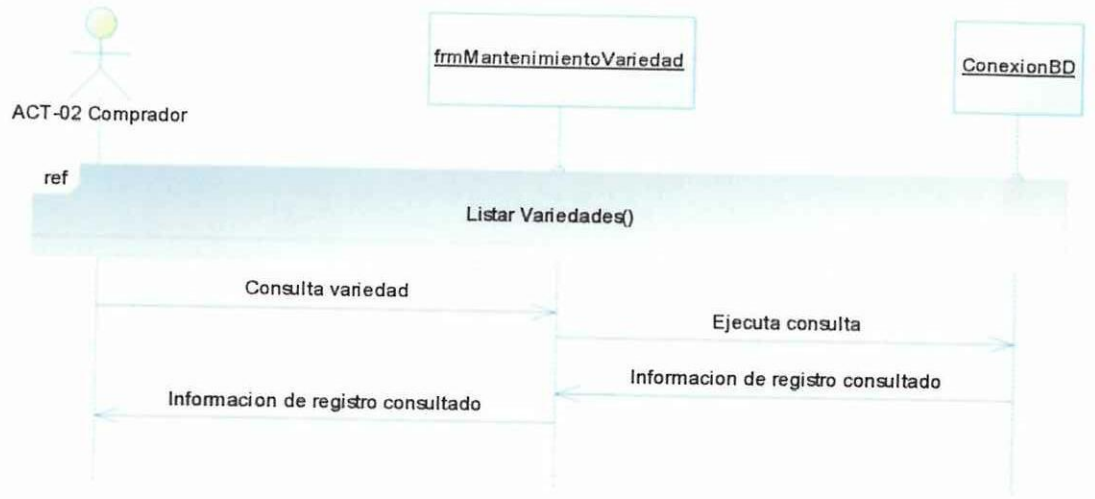 frmMantenimientoVariedad
ConexionBD
ACT-02 Comprador
ref
Listar Variedades()
Consulta variedad
Ejecuta consulta
Informacion de registro consultado
Informacion de registro consultado